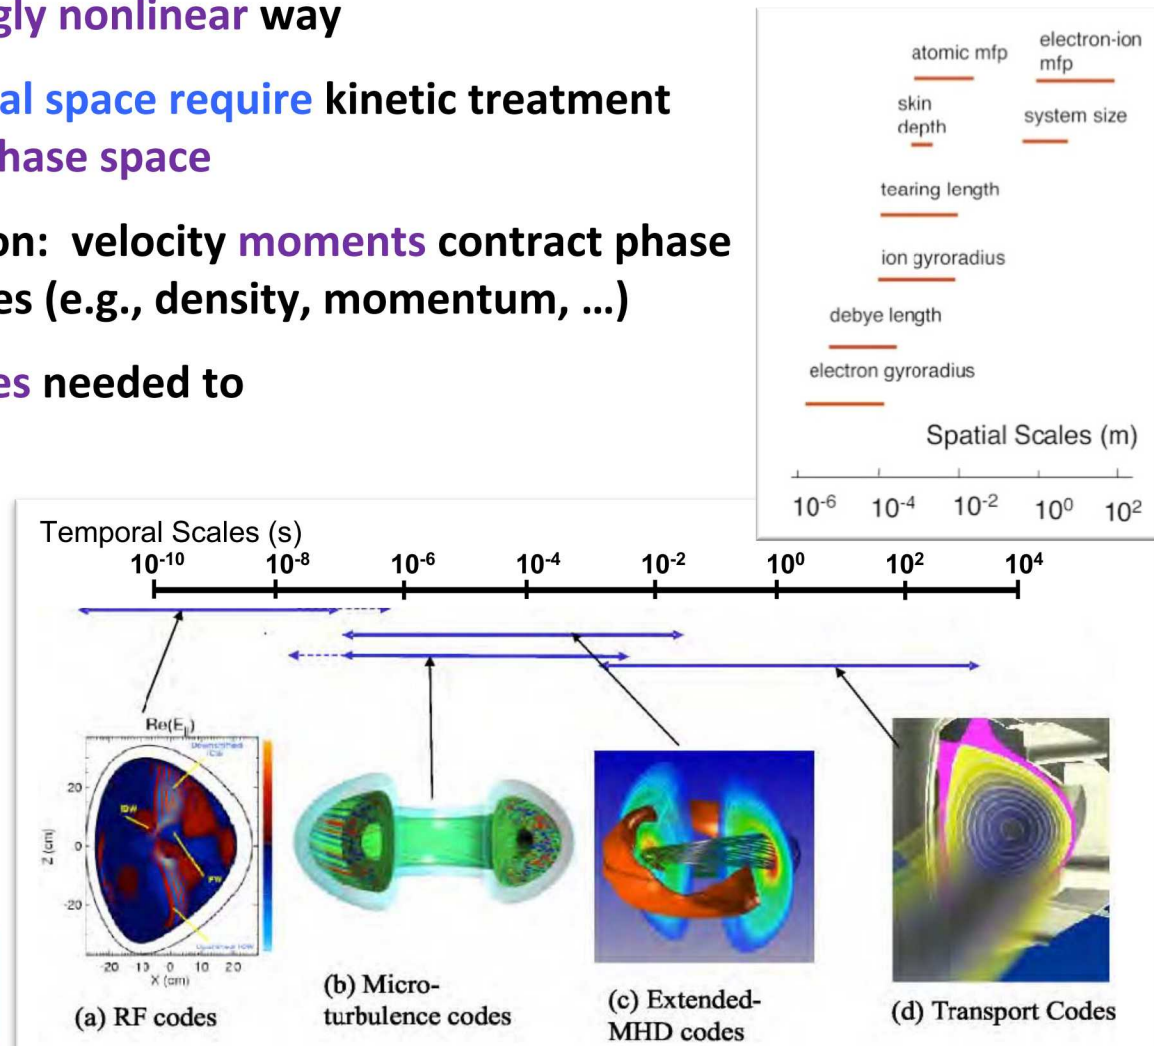 gly nonlinear way
al space require kinetic treatment
hase space
on: velocity moments contract phase
es (e.g., density, momentum, …)
es needed to
atomic mfp
electron-ion
mfp
skin
depth
system size
tearing length
ion gyroradius
debye length
electron gyroradius
Spatial Scales (m)
10-6 10-4 10-2 100 102
Temporal Scales (s)
10-10 10-8 10-6 10-4 10-2 100 102 104
Re(E||)
Z (cm)
20
0
-20
IBW
FW
-20 10 0 10 20
X (cm)
(a) RF codes
(b) Micro-
turbulence codes
(c) Extended-
MHD codes
(d) Transport Codes